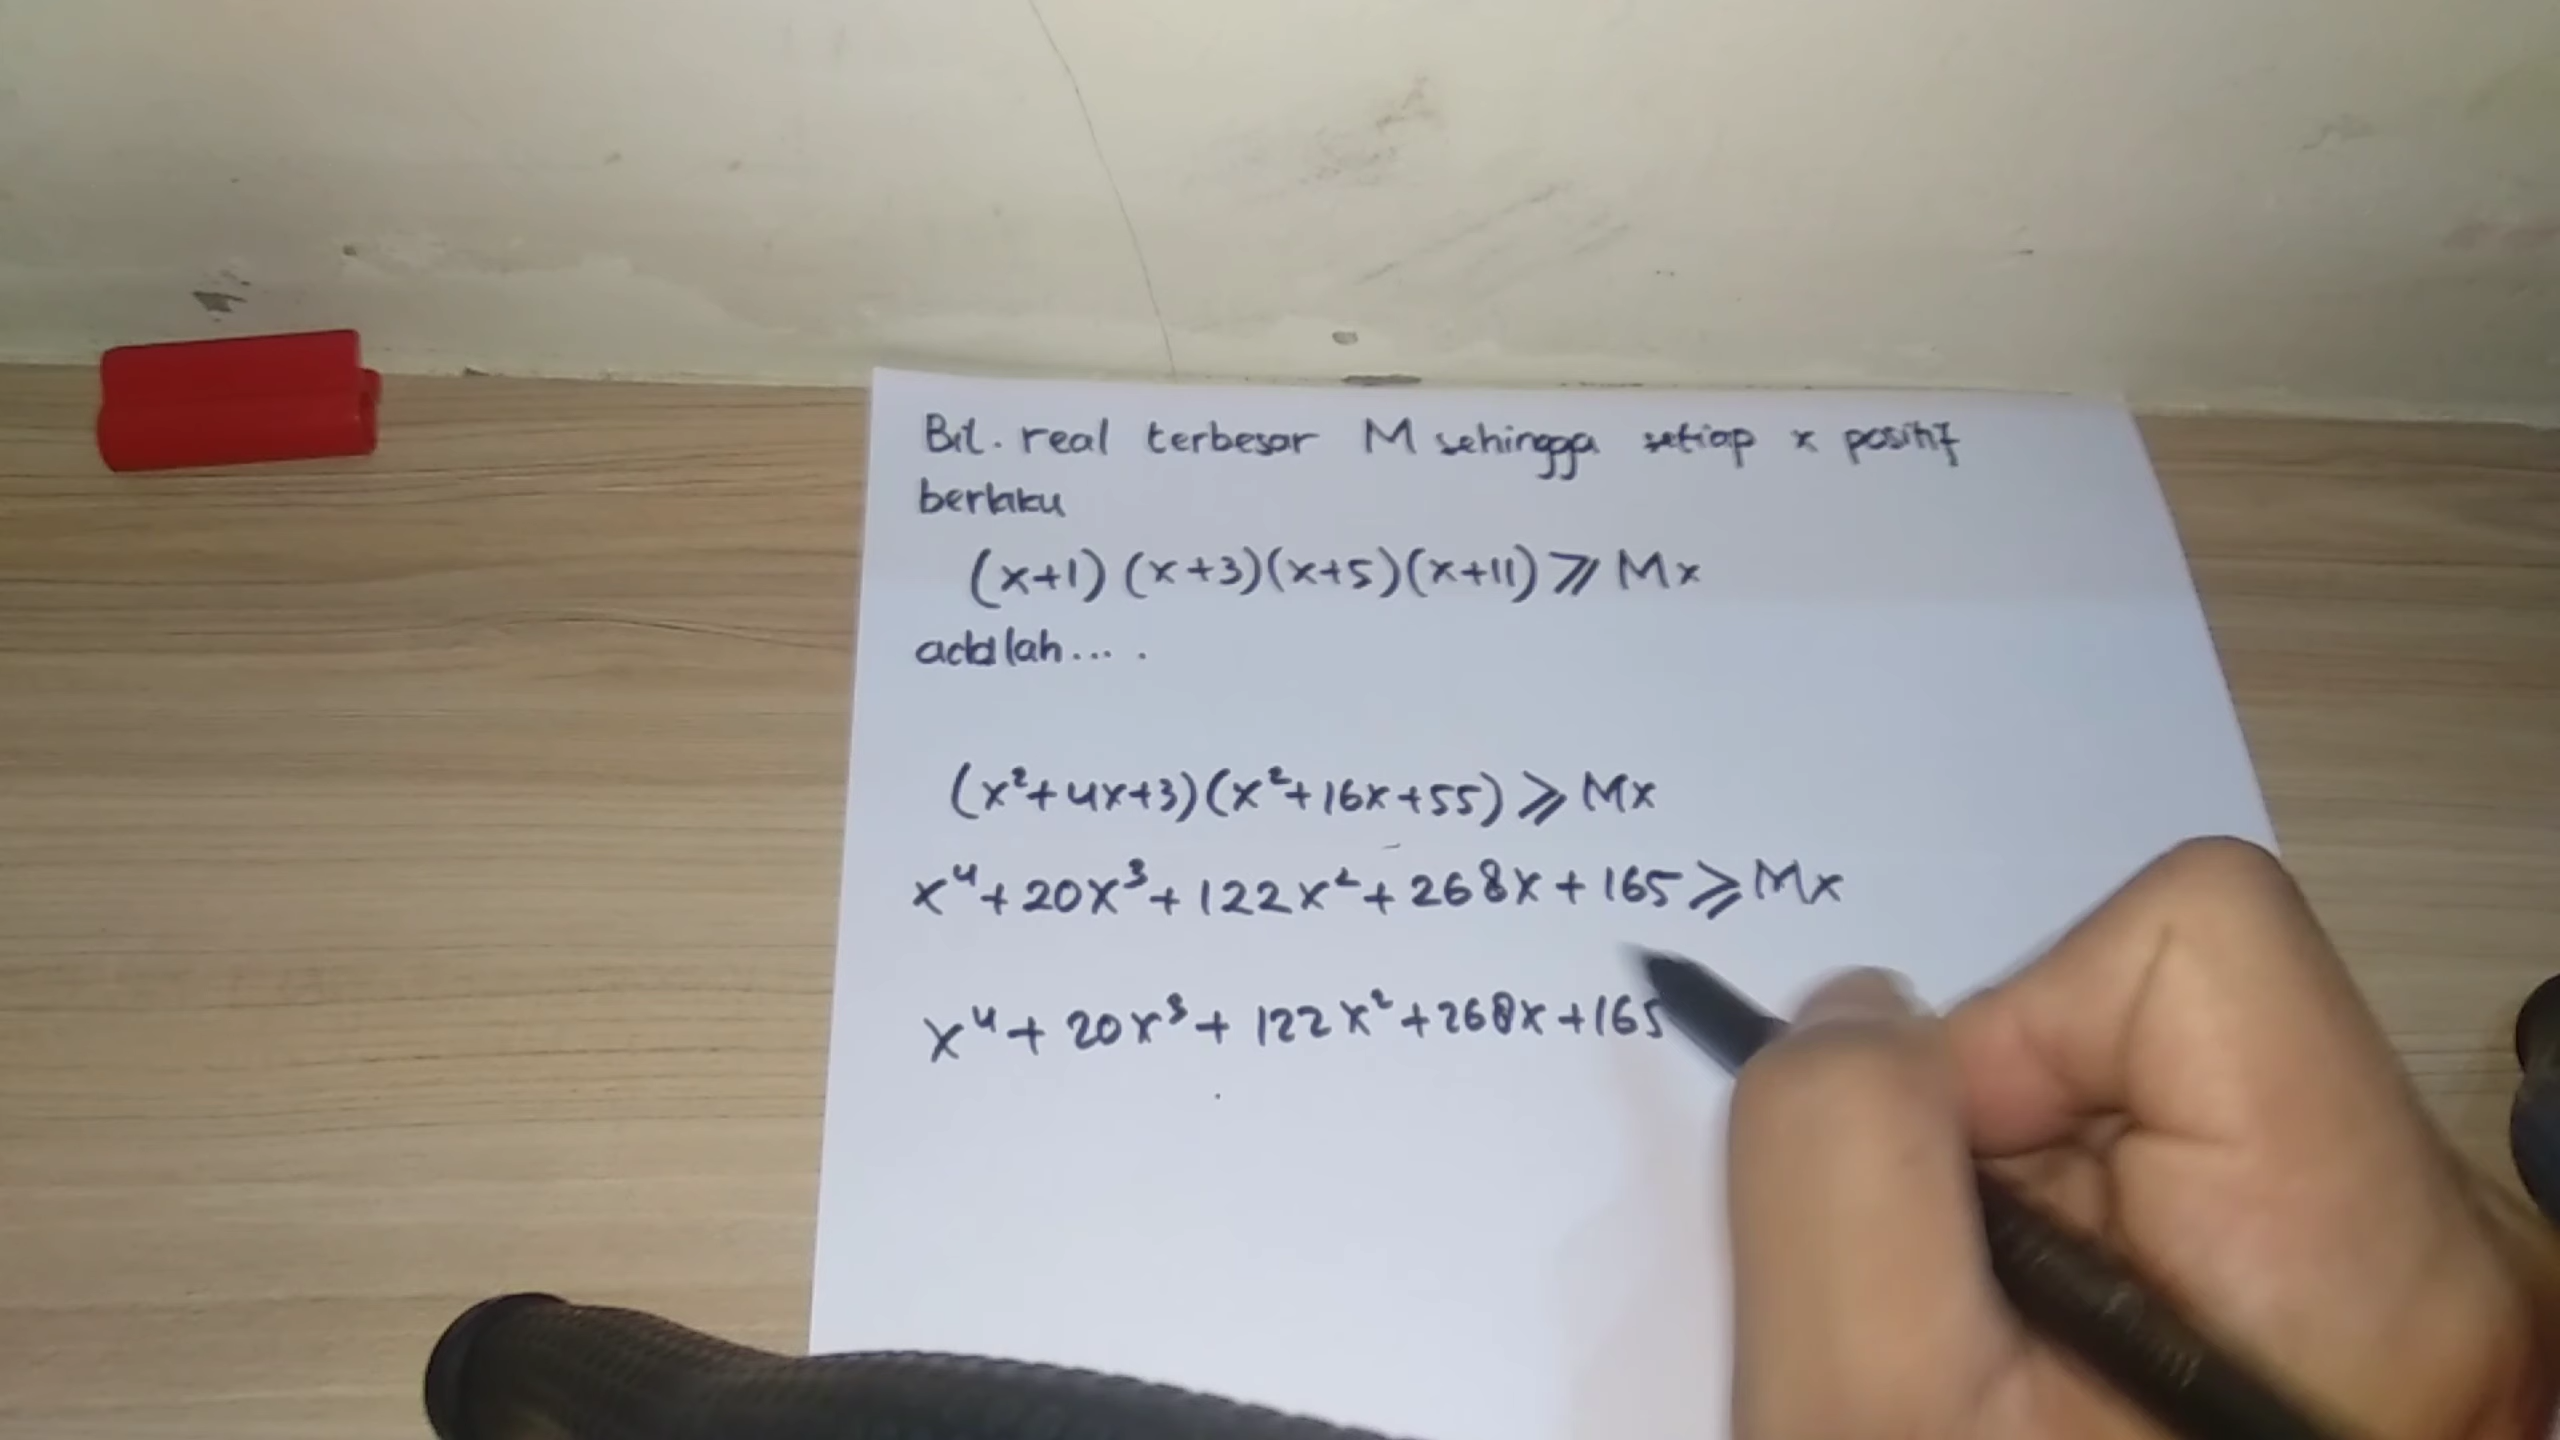 Bil. real terbesar M sehingga setiap x positif
berlaku
(x+1)(x+3)(x+5)(x+11) ⩾ Mx
adalah....
(x²+4x+3)(x²+16x+55) ⩾ Mx
x⁴+20x³+122x²+268x+165 ⩾ Mx
x⁴+20x³+122x²+268x+165